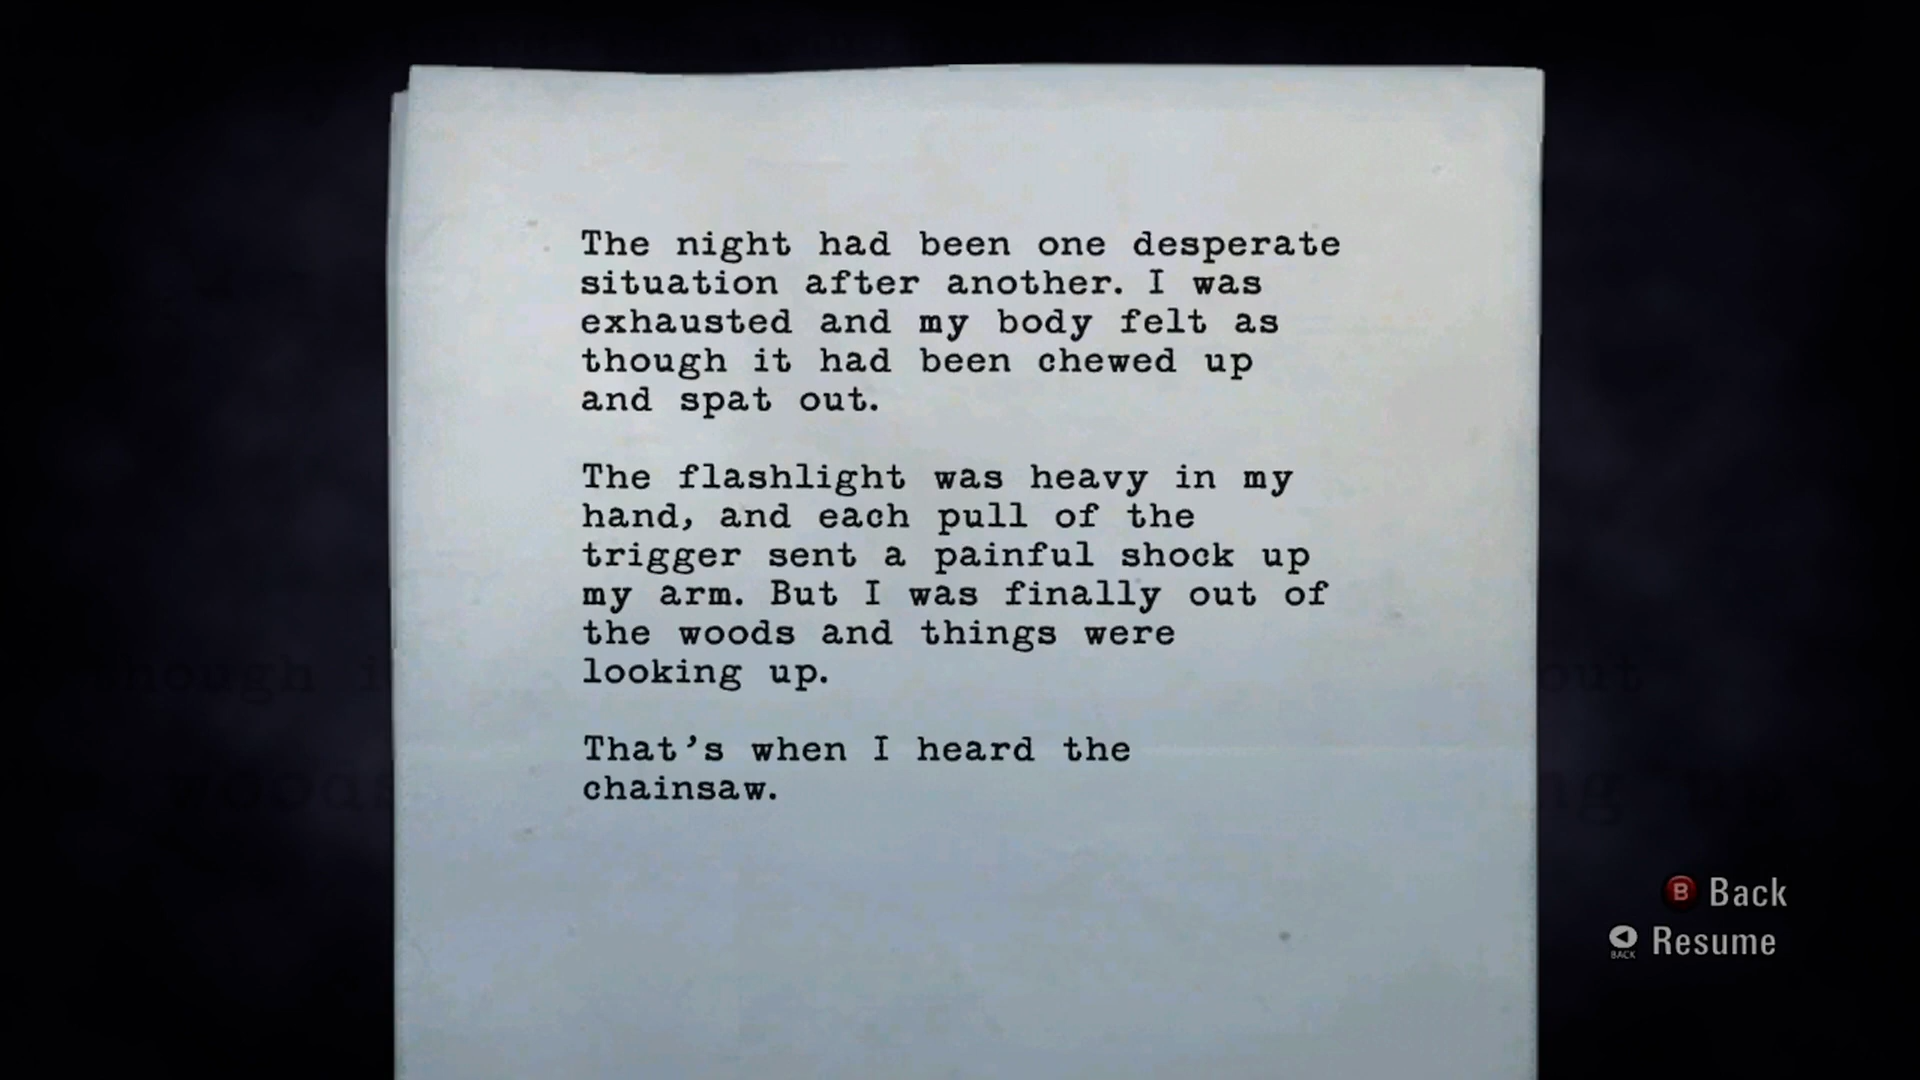 The night had been one desperate
situation after another. I was
exhausted and my body felt as
though it had been chewed up
and spat out.
The flashlight was heavy in my
hand, and each pull of the
trigger sent a painful shock up
my arm. But I was finally out of
the woods and things were
looking up.
That's when I heard the
chainsaw.
B Back
BACK Resume